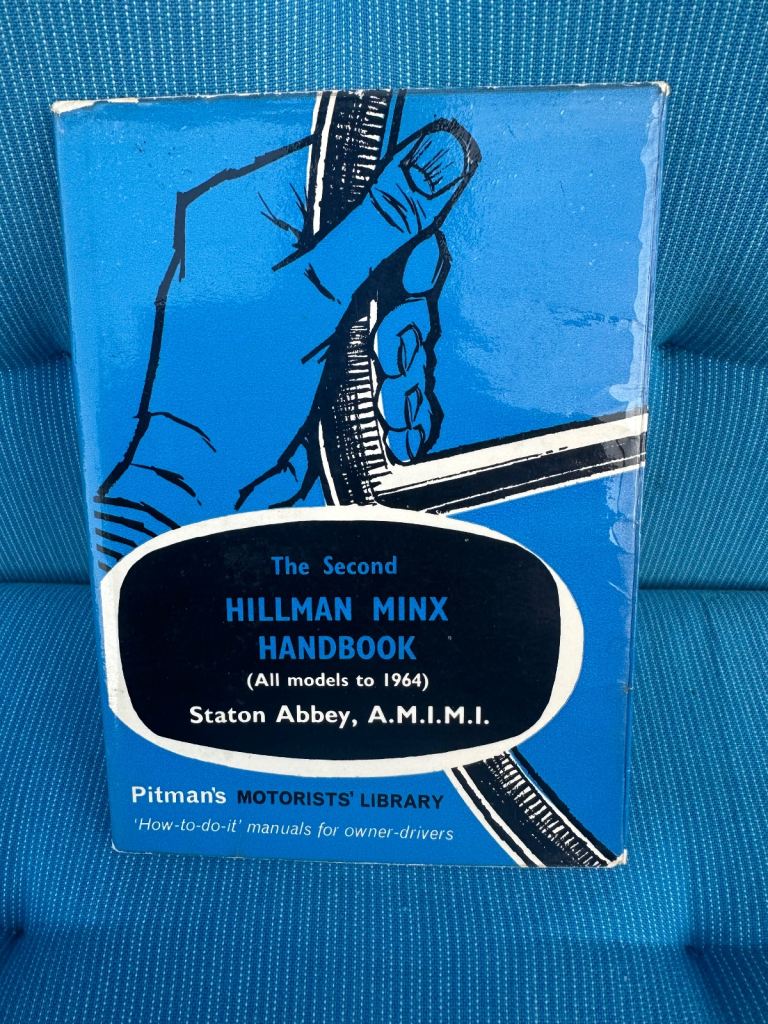 The Second
HILLMAN MINX
HANDBOOK
(All models to 1964)
Staton Abbey, A.M.I.M.I.
Pitman's MOTORISTS' LIBRARY
'How-to-do-it' manuals for owner-drivers